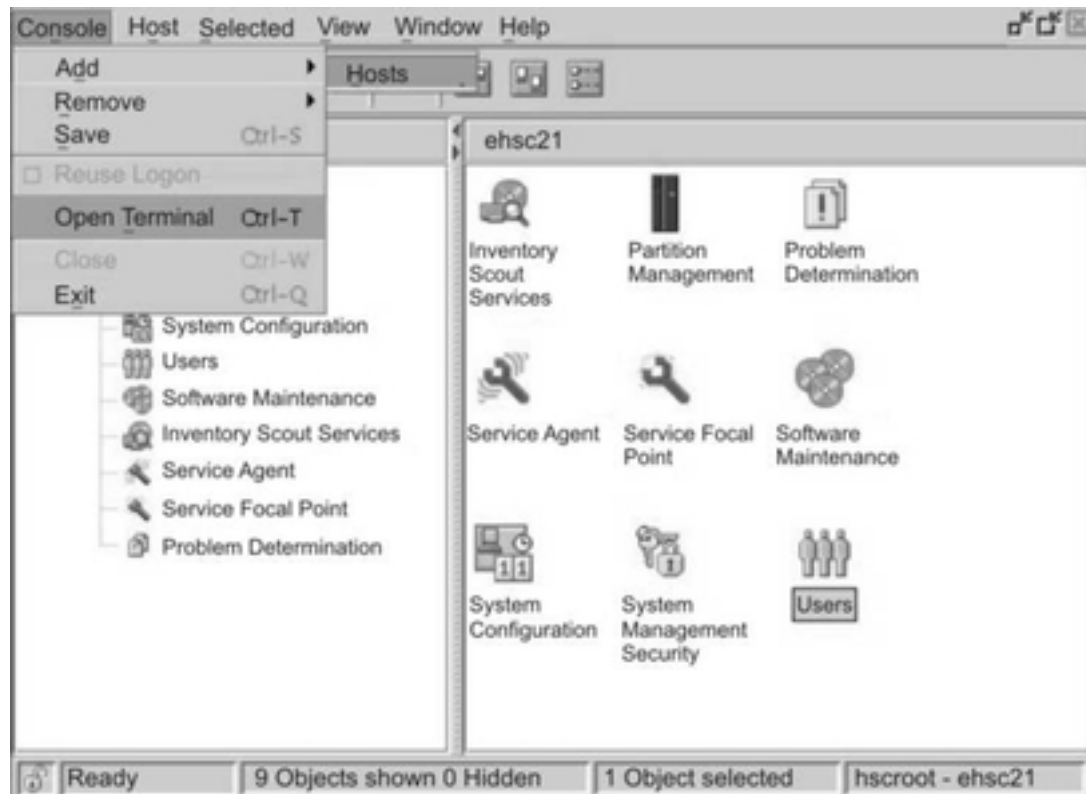 Console Host Selected View Window Help
Add
Hosts
Remove
Save Ctrl-S
Reuse Logon
Open Terminal Ctrl-T
Close Ctrl-W
Exit Ctrl-Q
System Configuration
Users
Software Maintenance
Inventory Scout Services
Service Agent
Service Focal Point
Problem Determination
ehsc21
Inventory
Scout
Services
Partition
Management
Problem
Determination
Service Agent
Service Focal
Point
Software
Maintenance
System
Configuration
System
Management
Security
Users
Ready 9 Objects shown 0 Hidden 1 Object selected hscroot - ehsc21